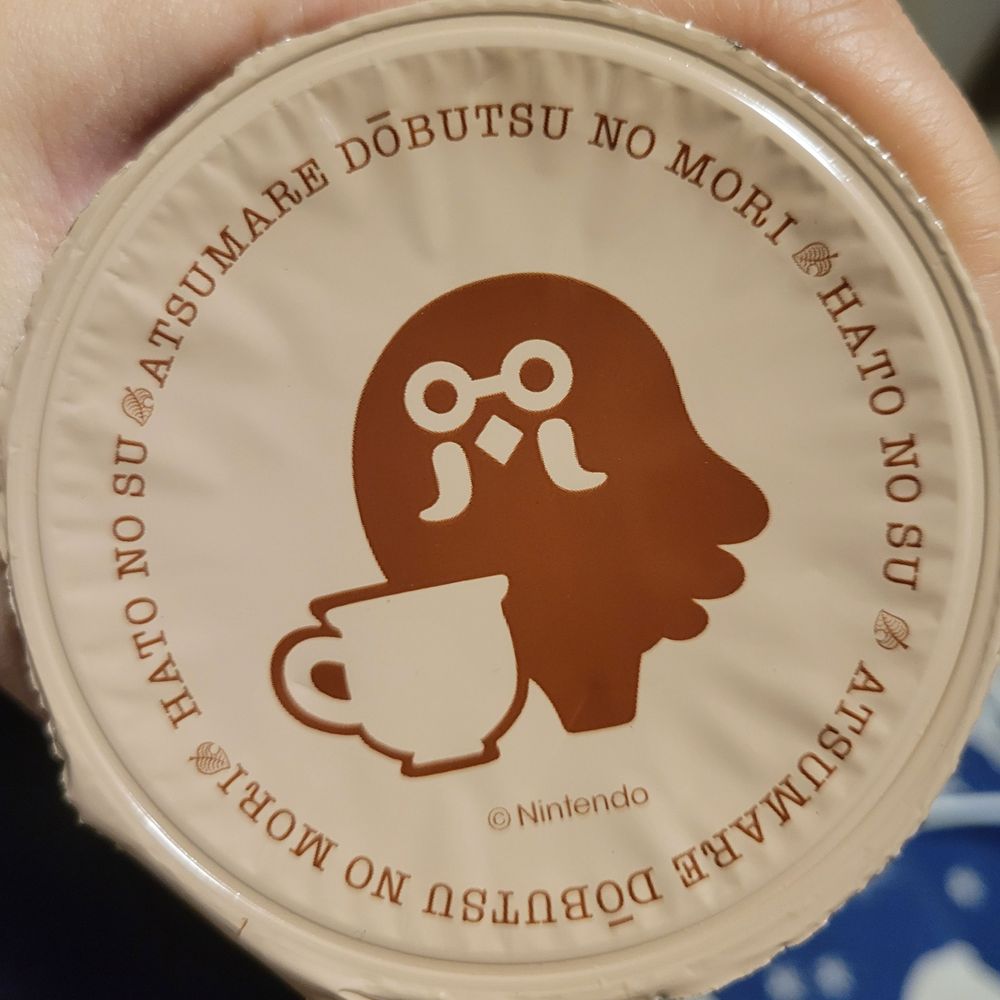 ATSUMARE DŌBUTSU NO MORI
HATO NO SU
ATSUMARE DŌBUTSU NO MORI
HATO NO SU
© Nintendo